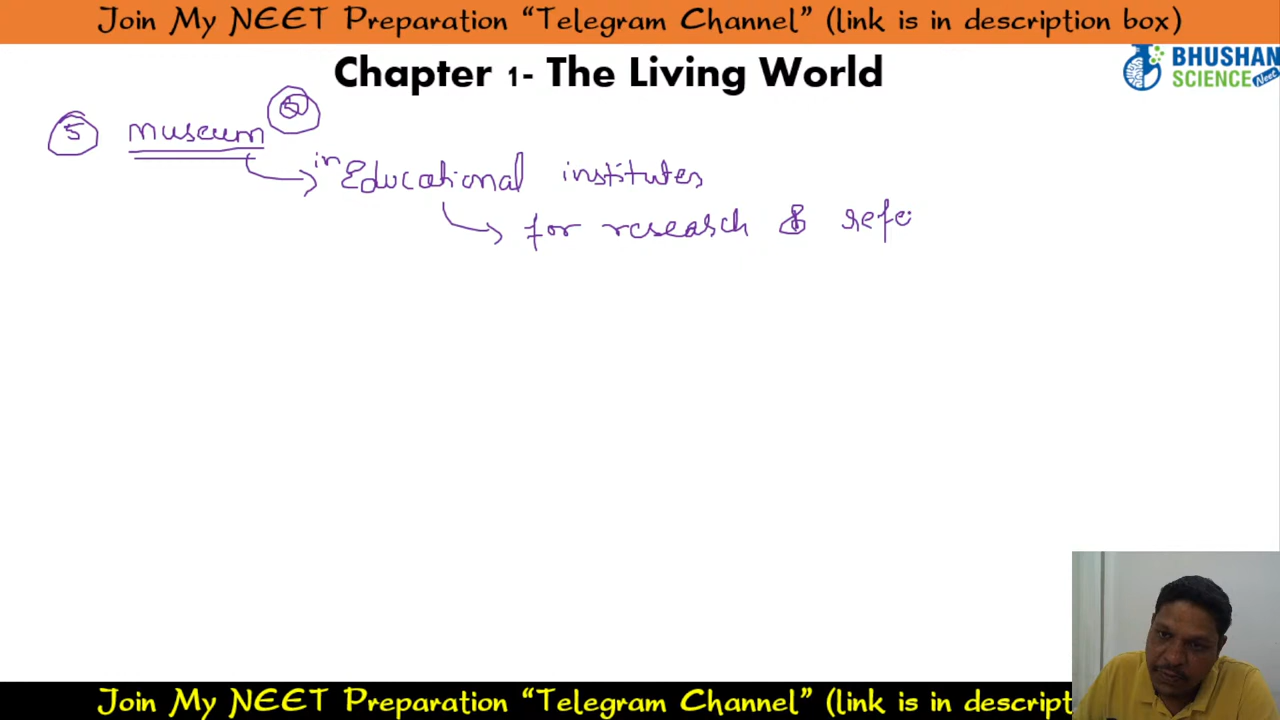 Join My NEET Preparation “Telegram Channel” (link is in description box)
Chapter 1- The Living World
BHUSHAN
SCIENCE Neet
5 museum
in Educational institutes
for research & refe
Join My NEET Preparation “Telegram Channel” (link is in descript